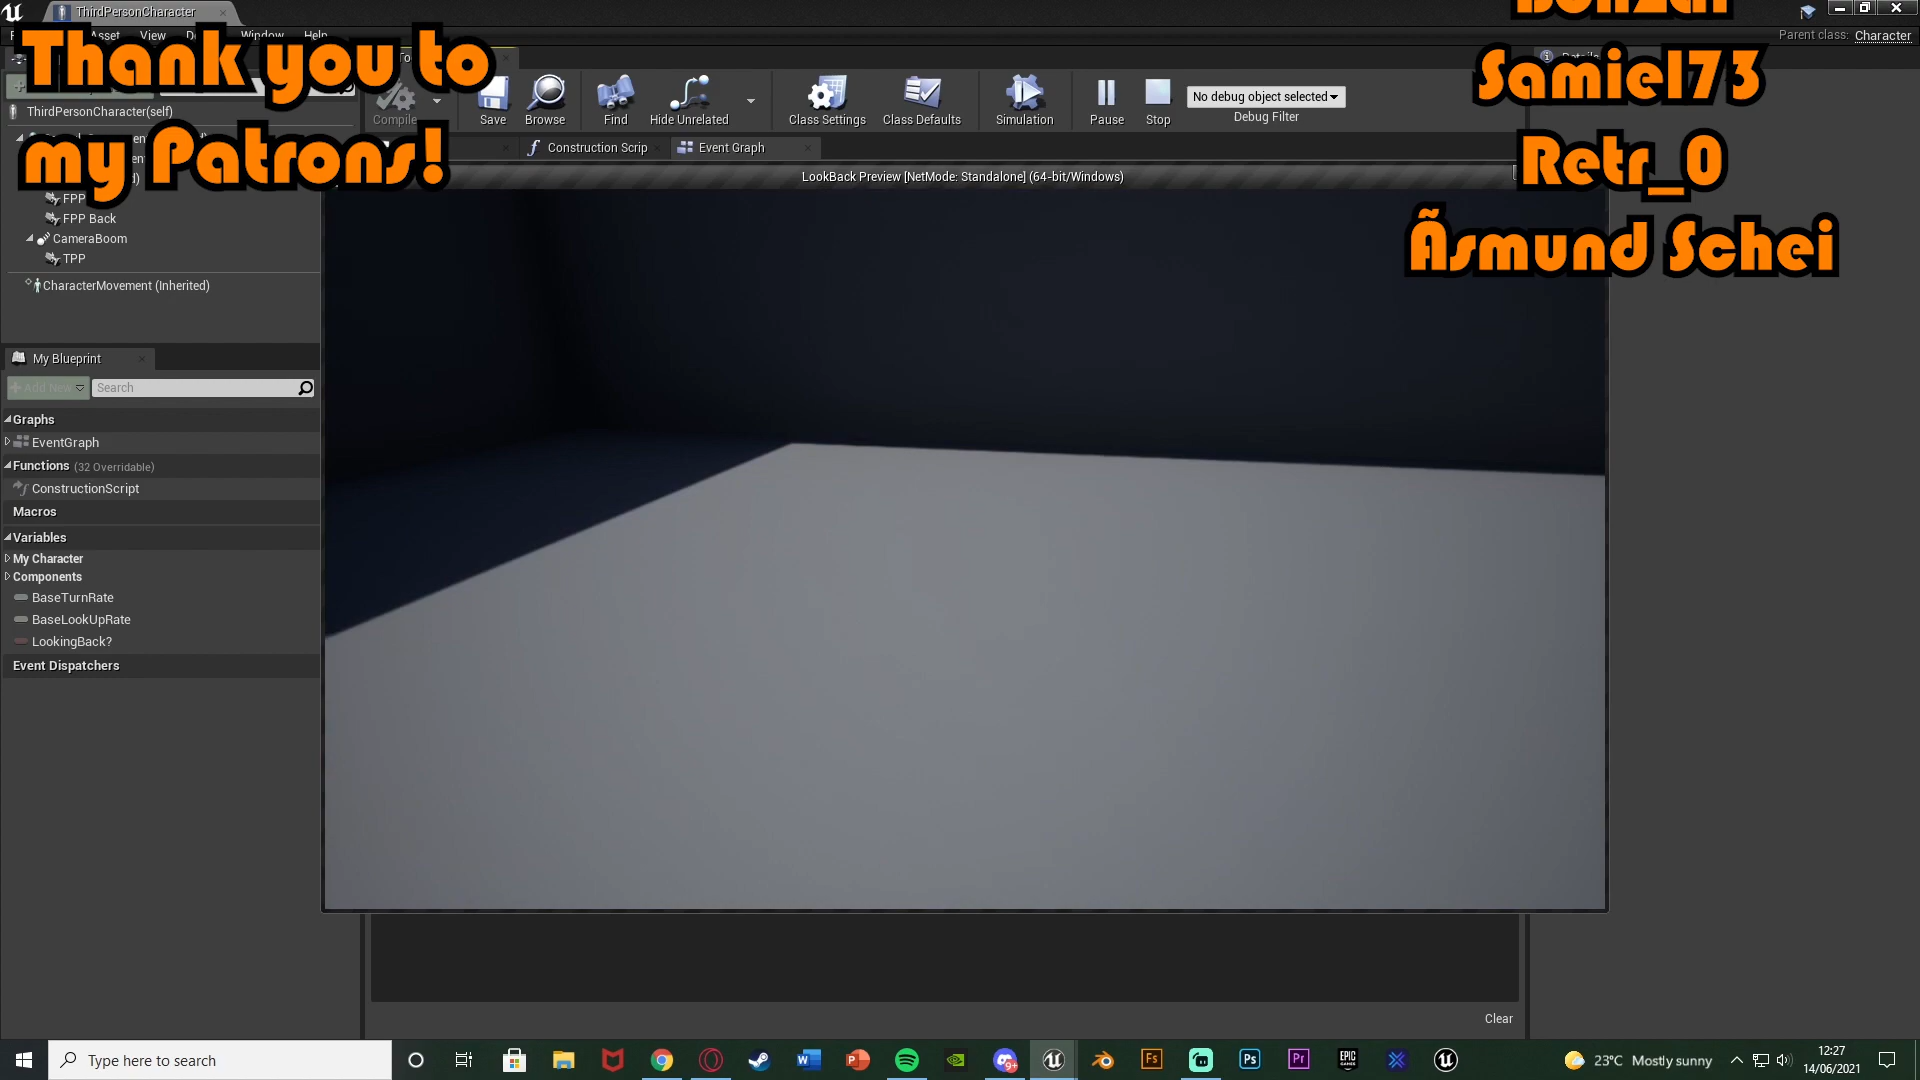 ThirdPersonCharacter
Asset View Window Help
Parent class: Character
Thank you to
my Patrons!
Samiel73
Retr_0
Ãsmund Schei
Compile
Save
Browse
Find
Hide Unrelated
Class Settings
Class Defaults
Simulation
Pause
Stop
No debug object selected
Debug Filter
ThirdPersonCharacter(self)
Construction Scrip
Event Graph
LookBack Preview [NetMode: Standalone] (64-bit/Windows)
FPP
FPP Back
CameraBoom
TPP
CharacterMovement (Inherited)
My Blueprint
Add New
Search
Graphs
EventGraph
Functions (32 Overridable)
ConstructionScript
Macros
Variables
My Character
Components
BaseTurnRate
BaseLookUpRate
LookingBack?
Event Dispatchers
Clear
Type here to search
23°C Mostly sunny
12:27
14/06/2021